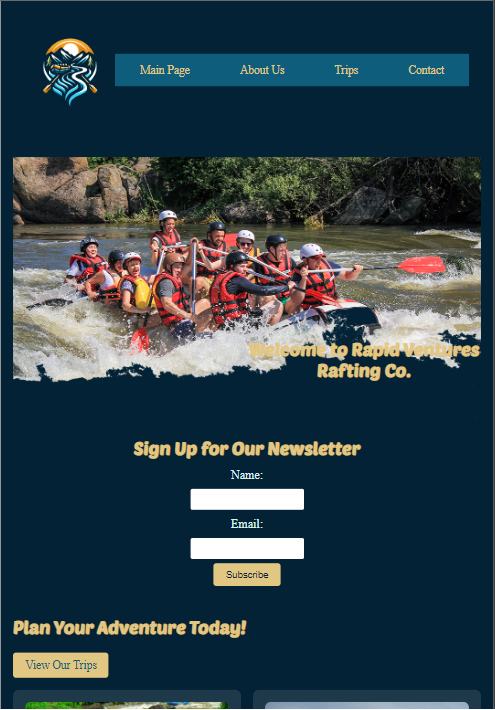 Main Page
About Us
Trips
Contact
Welcome to Rapid Ventures
Rafting Co.
Sign Up for Our Newsletter
Name:
Email:
Subscribe
Plan Your Adventure Today!
View Our Trips